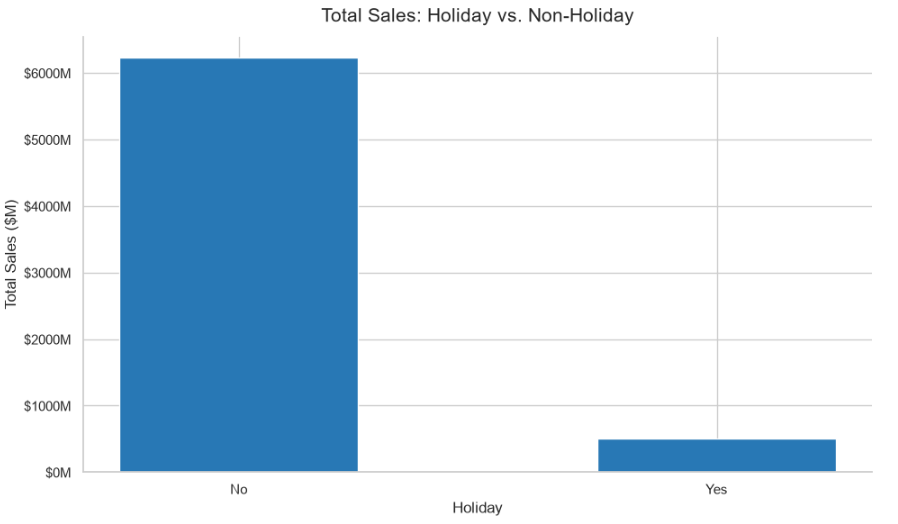 Total Sales: Holiday vs. Non-Holiday
Total Sales ($M)
$6000M
$5000M
$4000M
$3000M
$2000M
$1000M
$0M
No
Yes
Holiday